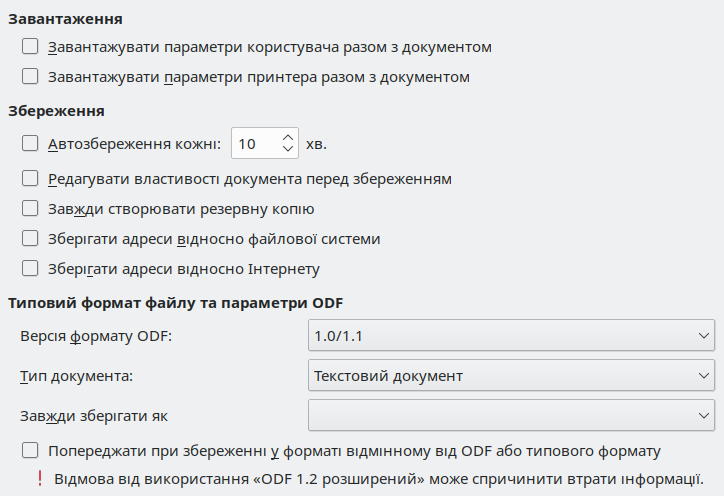 Завантаження
Завантажувати параметри користувача разом з документом
Завантажувати параметри принтера разом з документом
Збереження
Автозбереження кожні: 10 хв.
Редагувати властивості документа перед збереженням
Завжди створювати резервну копію
Зберігати адреси відносно файлової системи
Зберігати адреси відносно Інтернету
Типовий формат файлу та параметри ODF
Версія формату ODF: 1.0/1.1
Тип документа: Текстовий документ
Завжди зберігати як
Попереджати при збереженні у форматі відмінному від ODF або типового формату
! Відмова від використання «ODF 1.2 розширений» може спричинити втрати інформації.